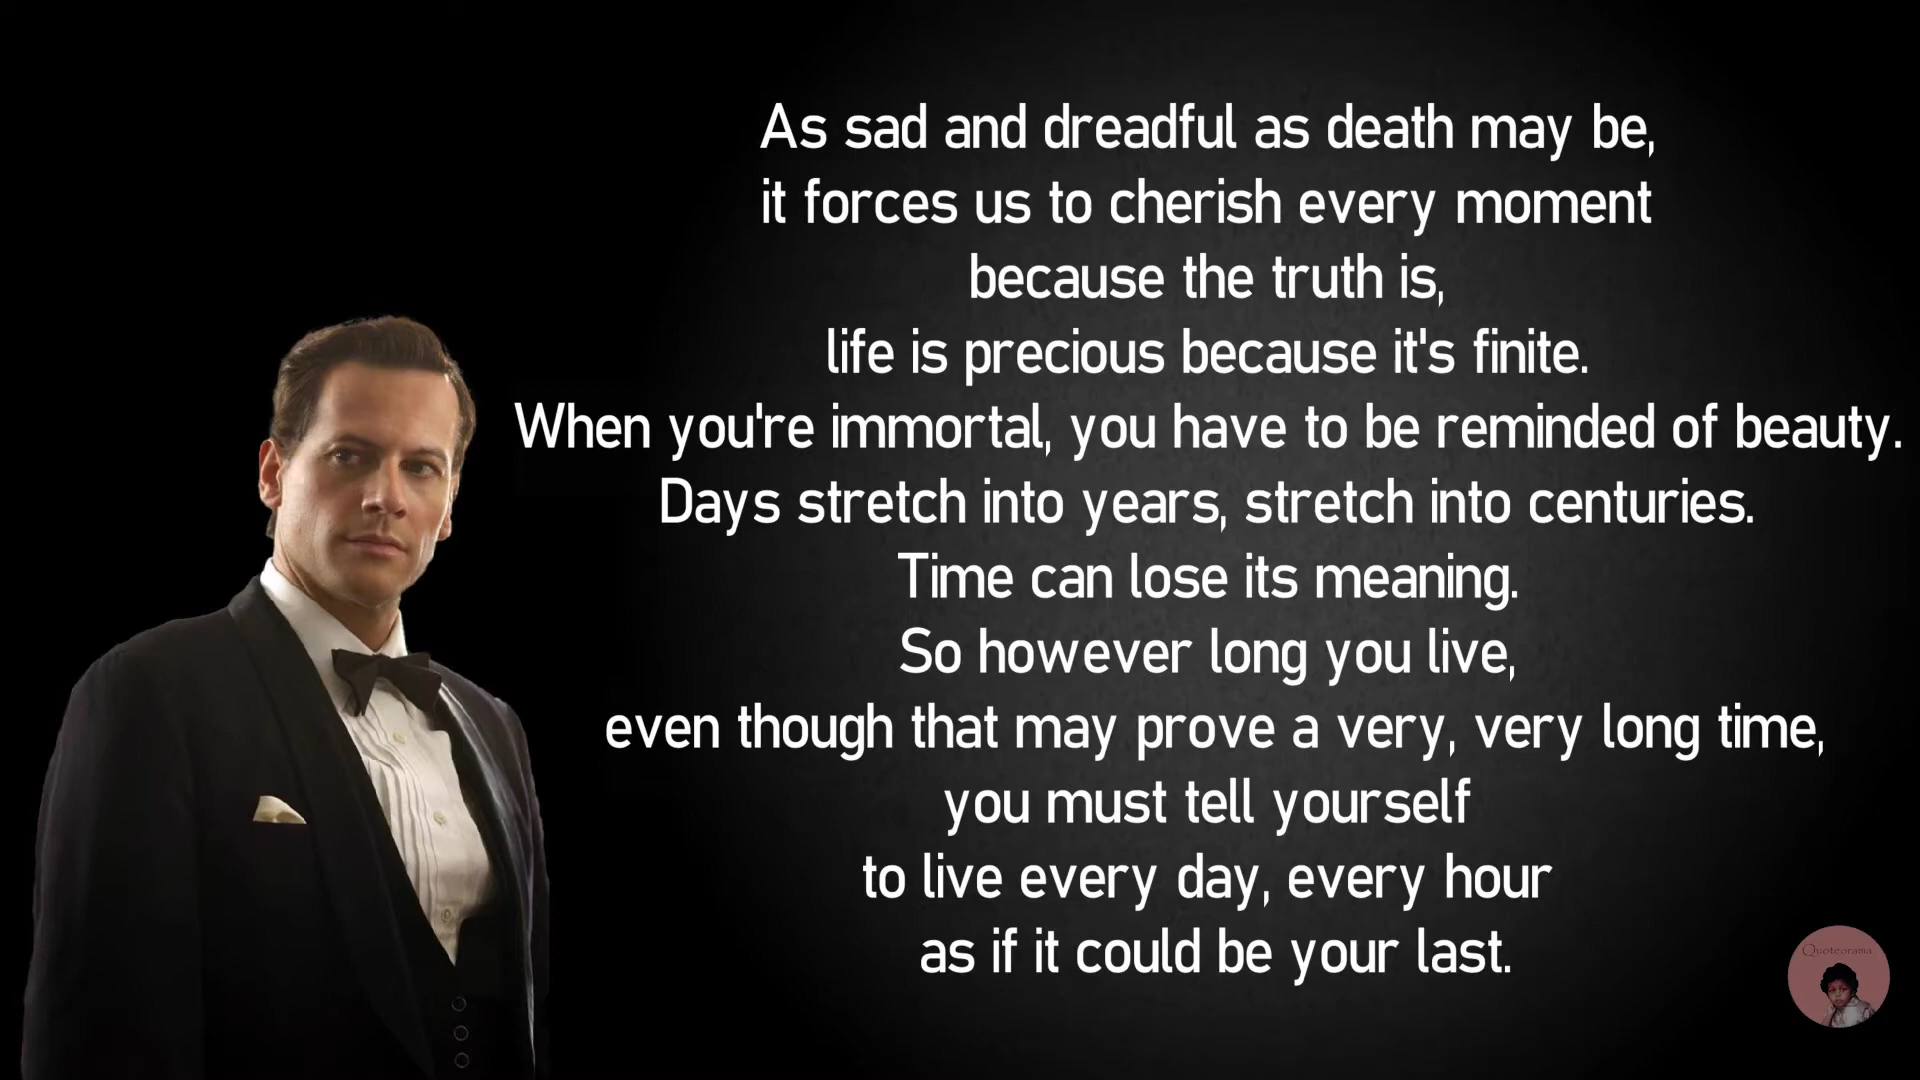 As sad and dreadful as death may be,
it forces us to cherish every moment
because the truth is,
life is precious because it's finite.
When you're immortal, you have to be reminded of beauty.
Days stretch into years, stretch into centuries.
Time can lose its meaning.
So however long you live,
even though that may prove a very, very long time,
you must tell yourself
to live every day, every hour
as if it could be your last.
Quoteorama